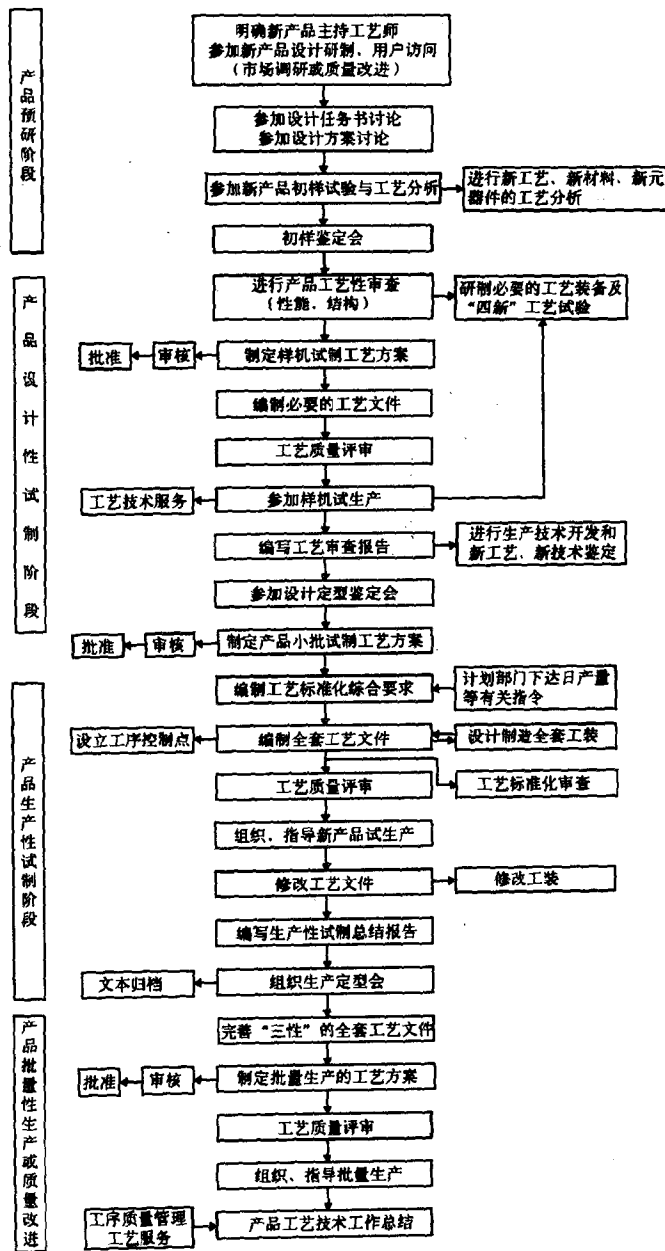 产品预研阶段
明确新产品主持工艺师
参加新产品设计研制、用户访问
(市场调研或质量改进)
参加设计任务书讨论
参加设计方案讨论
参加新产品初样试验与工艺分析
进行新工艺、新材料、新元
器件的工艺分析
初样鉴定会
产品设计性试制阶段
进行产品工艺性审查
(性能、结构)
研制必要的工艺装备及
“四新”工艺试验
批准
审核
制定样机试制工艺方案
编制必要的工艺文件
工艺质量评审
工艺技术服务
参加样机试生产
编写工艺审查报告
进行生产技术开发和
新工艺、新技术鉴定
参加设计定型鉴定会
批准
审核
制定产品小批试制工艺方案
产品生产性试制阶段
编制工艺标准化综合要求
计划部门下达日产量
等有关指令
设立工序控制点
编制全套工艺文件
设计制造全套工装
工艺质量评审
工艺标准化审查
组织、指导新产品试生产
修改工艺文件
修改工装
编写生产性试制总结报告
文本归档
组织生产定型会
产品批量性生产或质量改进
完善“三性”的全套工艺文件
批准
审核
制定批量生产的工艺方案
工艺质量评审
组织、指导批量生产
工序质量管理
工艺服务
产品工艺技术工作总结